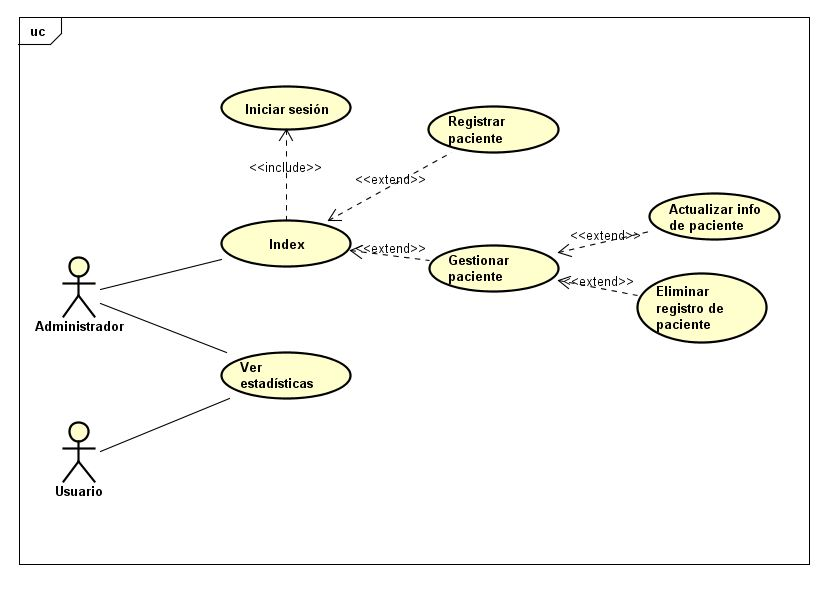 uc
Iniciar sesión
Registrar
paciente
<<include>>
<<extend>>
Actualizar info
de paciente
<<extend>>
Index
<<extend>>
Gestionar
paciente
<<extend>>
Eliminar
registro de
paciente
Administrador
Ver
estadísticas
Usuario